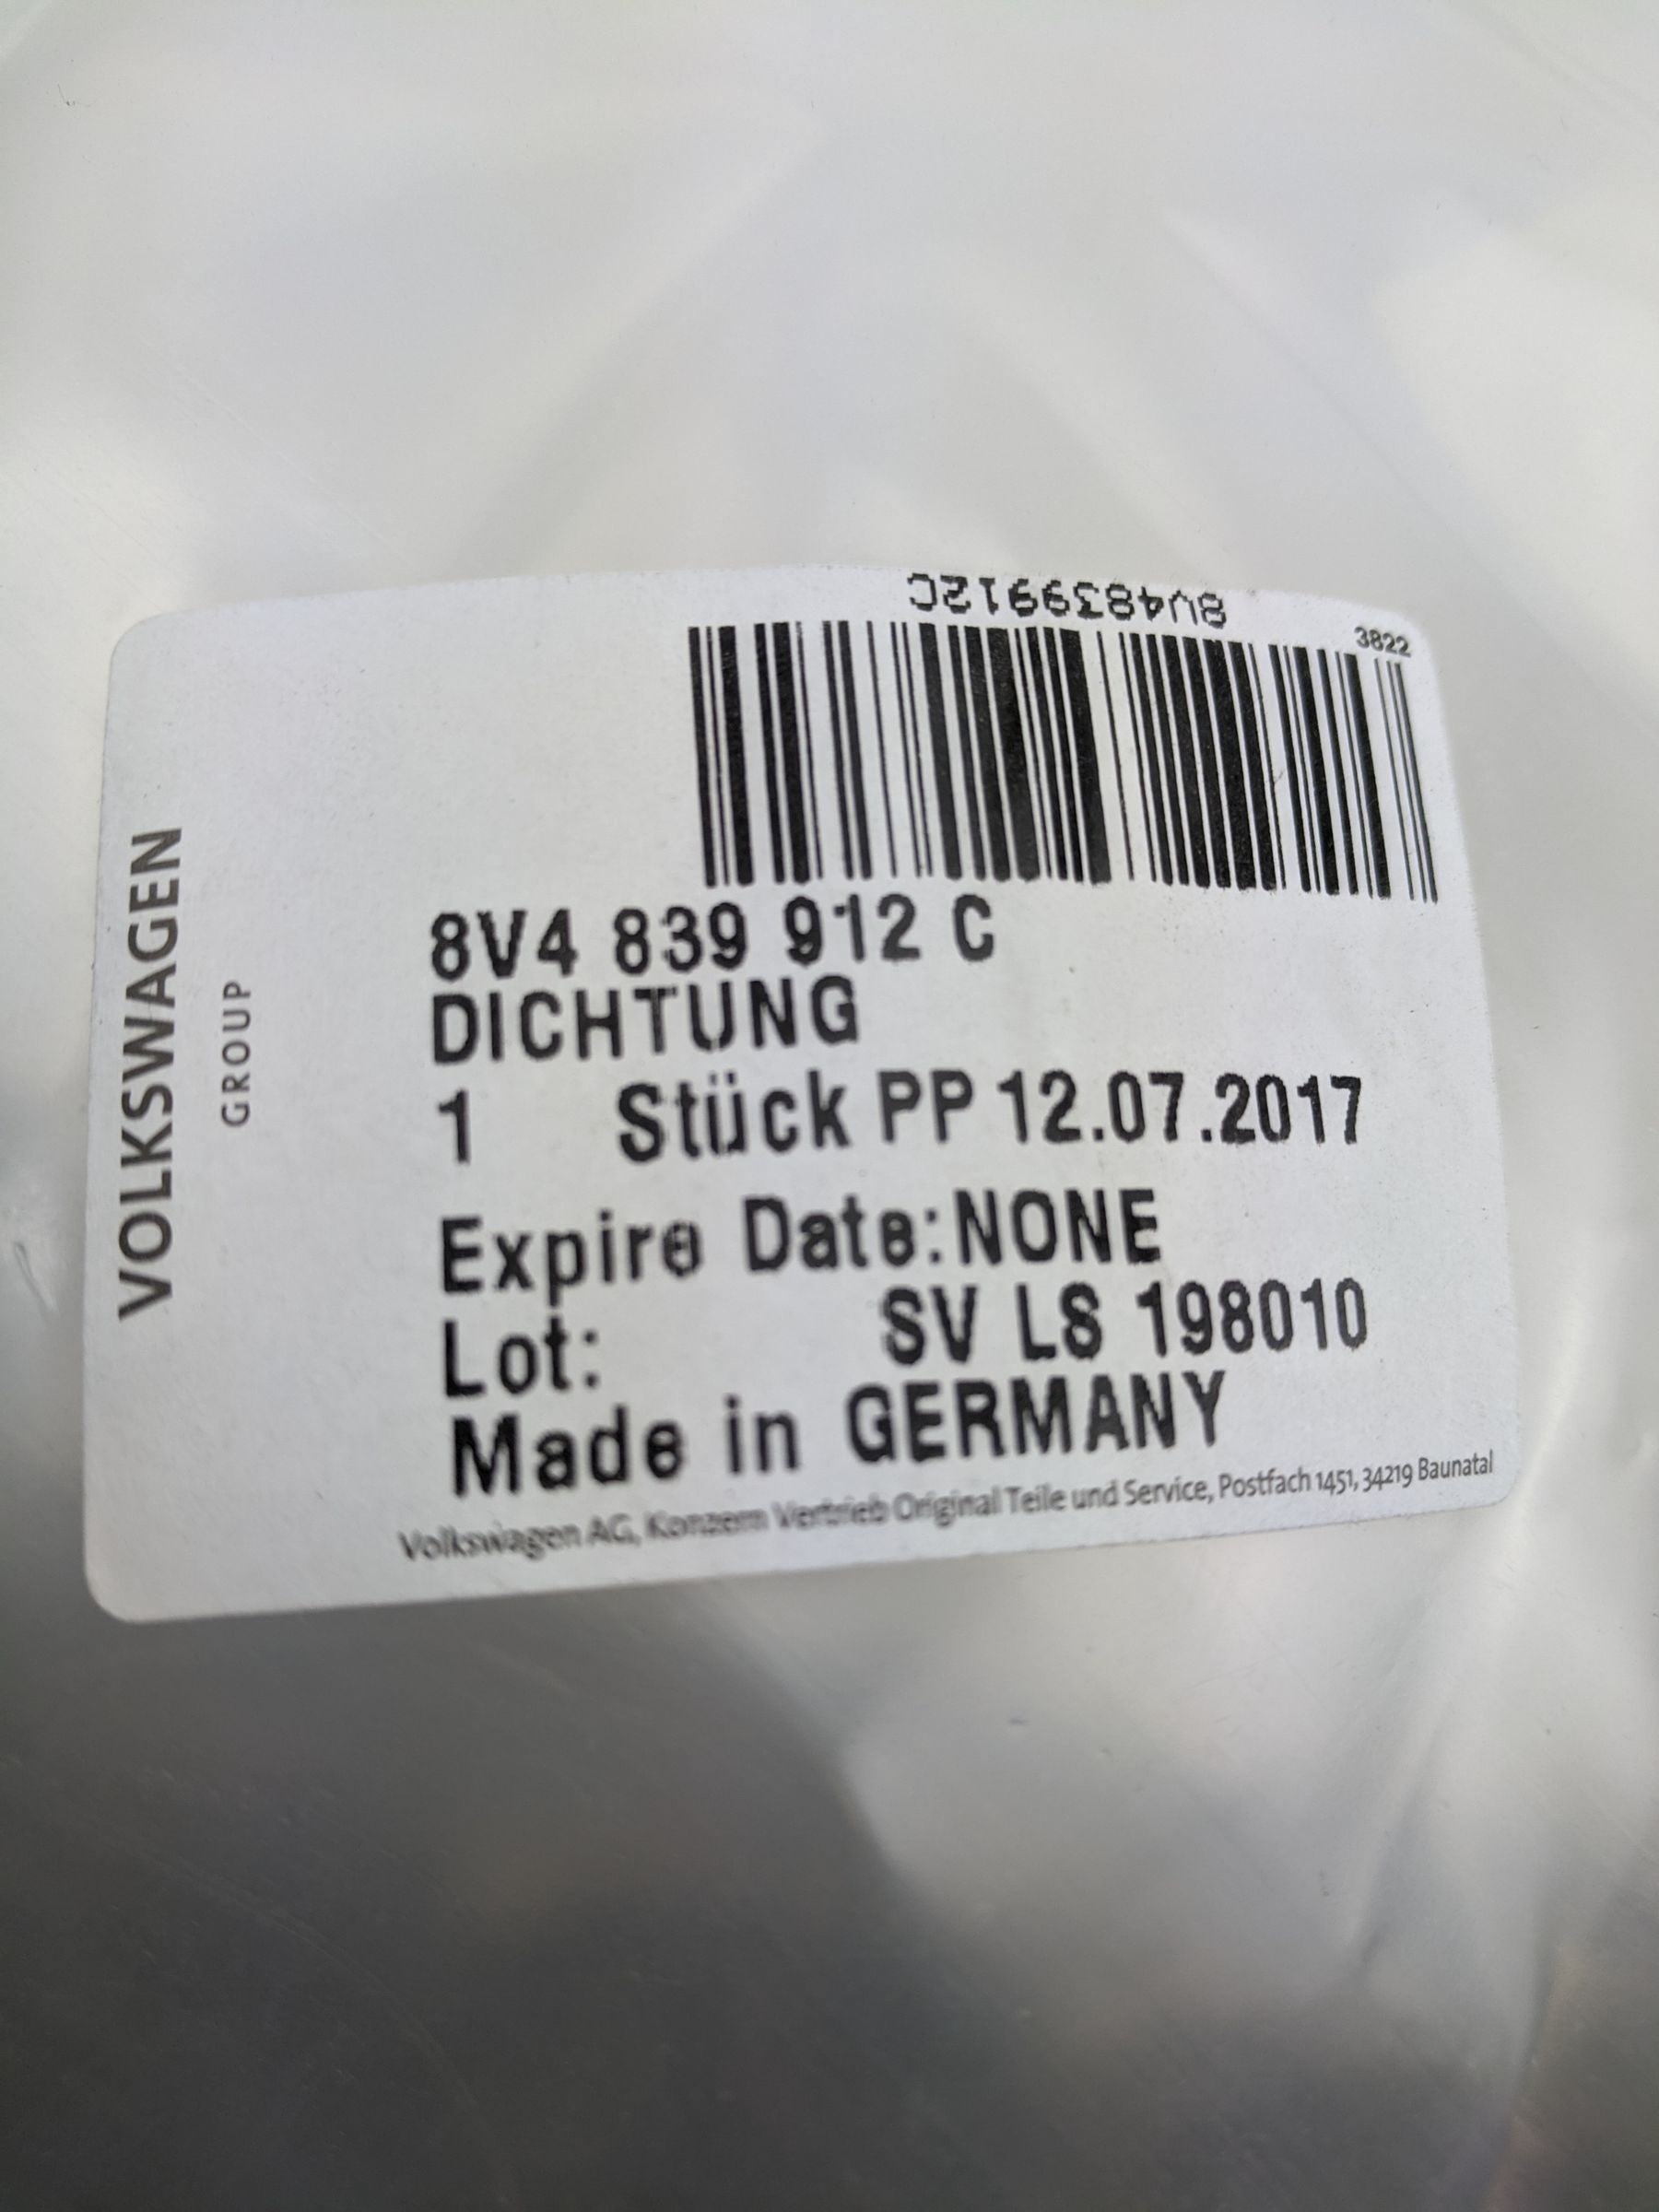 8V4839912C
3822
VOLKSWAGEN
GROUP
8V4 839 912 C
DICHTUNG
1 Stück PP 12.07.2017
Expire Date:NONE
Lot: SV LS 198010
Made in GERMANY
Volkswagen AG, Konzern Vertrieb Original Teile und Service, Postfach 1451, 34219 Baunatal